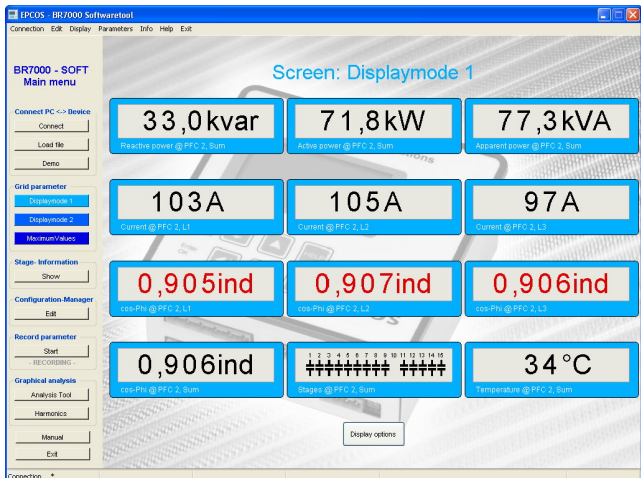 EPCOS - BR7000 Softwaretool
Connection Edit Display Parameters Info Help Exit
BR7000 - SOFT
Main menu
Screen: Displaymode 1
Connect PC <-> Device
Connect
Load file
Demo
Grid parameter
Displaymode 1
Displaymode 2
MaximumValues
Stage- Information
Show
Configuration-Manager
Edit
Record parameter
Start
- RECORDING -
Graphical analysis
Analysis Tool
Harmonics
Manual
Exit
33,0kvar
Reactive power @ PFC 2, Sum
71,8kW
Active power @ PFC 2, Sum
77,3kVA
Apparent power @ PFC 2, Sum
103A
Current @ PFC 2, L1
105A
Current @ PFC 2, L2
97A
Current @ PFC 2, L3
0,905ind
cos-Phi @ PFC 2, L1
0,907ind
cos-Phi @ PFC 2, L2
0,906ind
cos-Phi @ PFC 2, L3
0,906ind
cos-Phi @ PFC 2, Sum
1 2 3 4 5 6 7 8 9 10 11 12 13 14 15
Stages @ PFC 2, Sum
34°C
Temperature @ PFC 2, Sum
Display options
Connection *